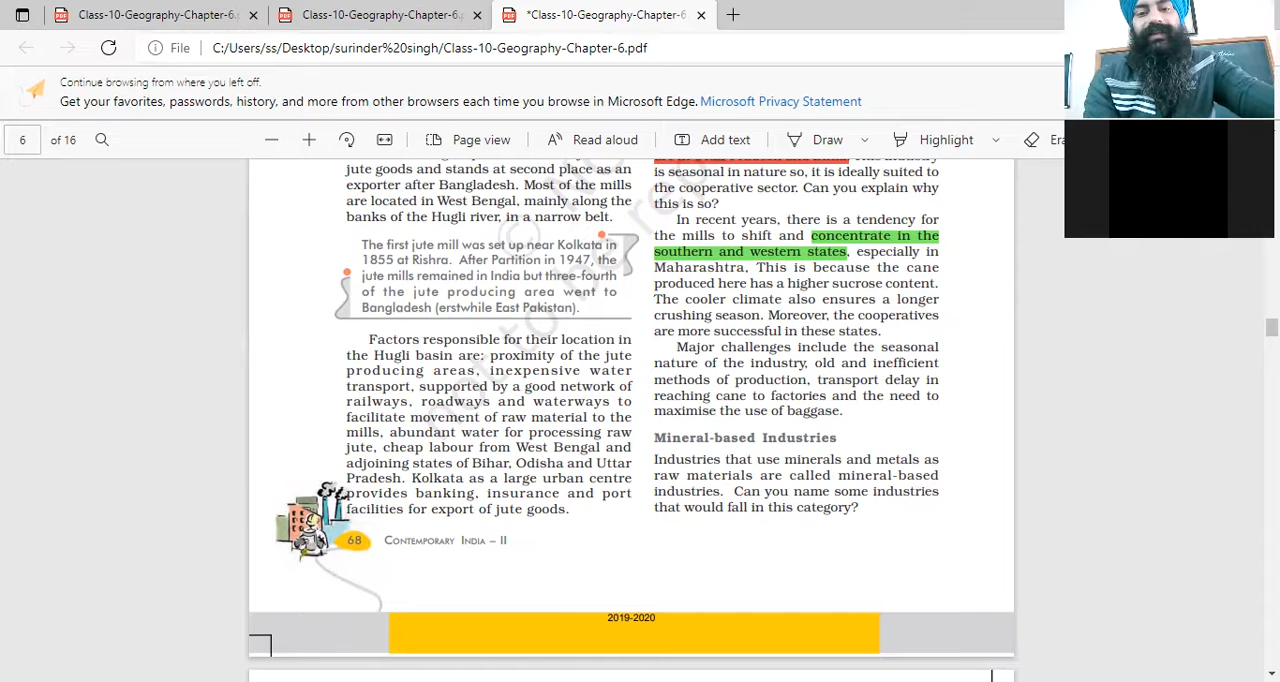 Class-10-Geography-Chapter-6.
Class-10-Geography-Chapter-6.
*Class-10-Geography-Chapter-6
File
C:/Users/ss/Desktop/surinder%20singh/Class-10-Geography-Chapter-6.pdf
Continue browsing from where you left off.
Get your favorites, passwords, history, and more from other browsers each time you browse in Microsoft Edge. Microsoft Privacy Statement
6 of 16
Page view
Read aloud
Add text
Draw
Highlight
jute goods and stands at second place as an
exporter after Bangladesh. Most of the mills
are located in West Bengal, mainly along the
banks of the Hugli river, in a narrow belt.
The first jute mill was set up near Kolkata in
1855 at Rishra. After Partition in 1947, the
jute mills remained in India but three-fourth
of the jute producing area went to
Bangladesh (erstwhile East Pakistan).
Factors responsible for their location in
the Hugli basin are: proximity of the jute
producing areas, inexpensive water
transport, supported by a good network of
railways, roadways and waterways to
facilitate movement of raw material to the
mills, abundant water for processing raw
jute, cheap labour from West Bengal and
adjoining states of Bihar, Odisha and Uttar
Pradesh. Kolkata as a large urban centre
provides banking, insurance and port
facilities for export of jute goods.
68 Contemporary India – II
is seasonal in nature so, it is ideally suited to
the cooperative sector. Can you explain why
this is so?
In recent years, there is a tendency for
the mills to shift and concentrate in the
southern and western states, especially in
Maharashtra, This is because the cane
produced here has a higher sucrose content.
The cooler climate also ensures a longer
crushing season. Moreover, the cooperatives
are more successful in these states.
Major challenges include the seasonal
nature of the industry, old and inefficient
methods of production, transport delay in
reaching cane to factories and the need to
maximise the use of baggase.
Mineral-based Industries
Industries that use minerals and metals as
raw materials are called mineral-based
industries. Can you name some industries
that would fall in this category?
2019-2020